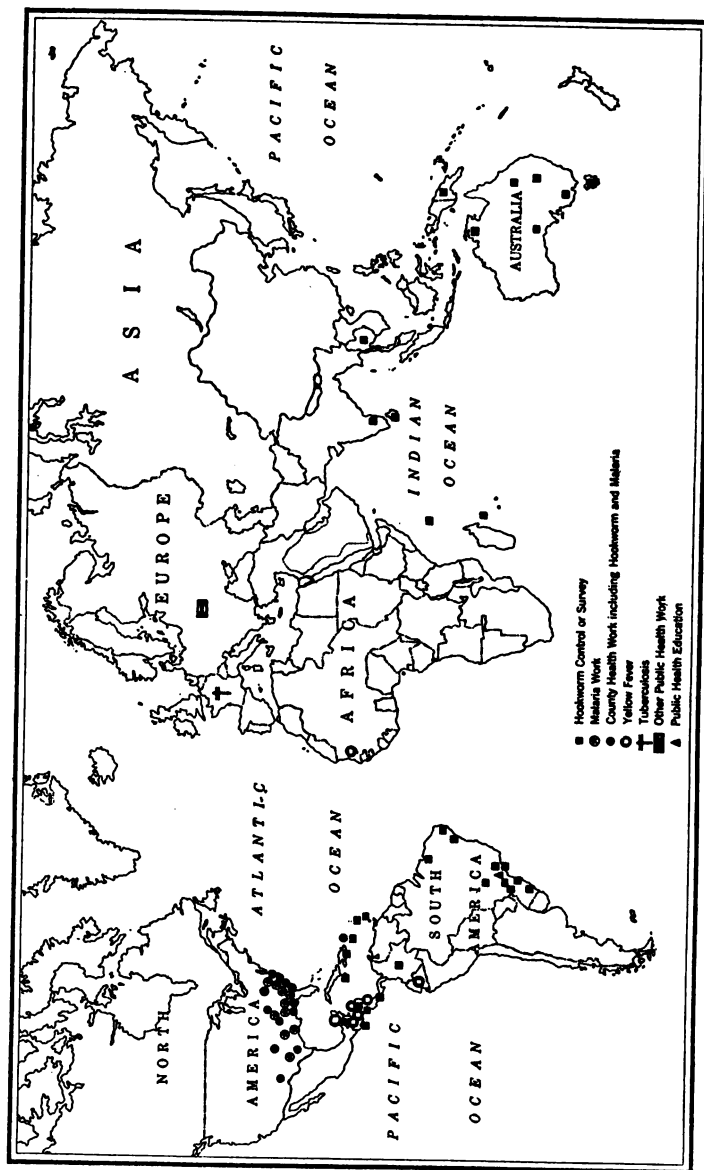 NORTH
AMERICA
ATLANTIC
OCEAN
PACIFIC
OCEAN
SOUTH
AMERICA
EUROPE
AFRICA
ASIA
INDIAN
OCEAN
PACIFIC
OCEAN
AUSTRALIA
Hookworm Control or Survey
Malaria Work
County Health Work including Hookworm and Malaria
Yellow Fever
Tuberculosis
Other Public Health Work
Public Health Education